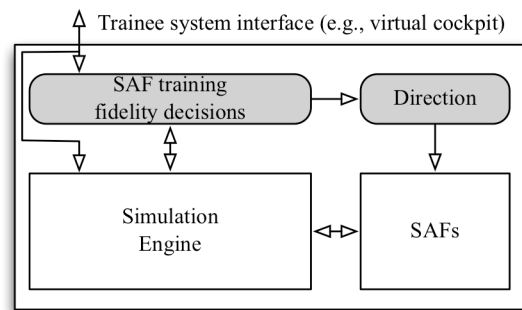 Trainee system interface (e.g., virtual cockpit)
SAF training
fidelity decisions
Direction
Simulation
Engine
SAFs